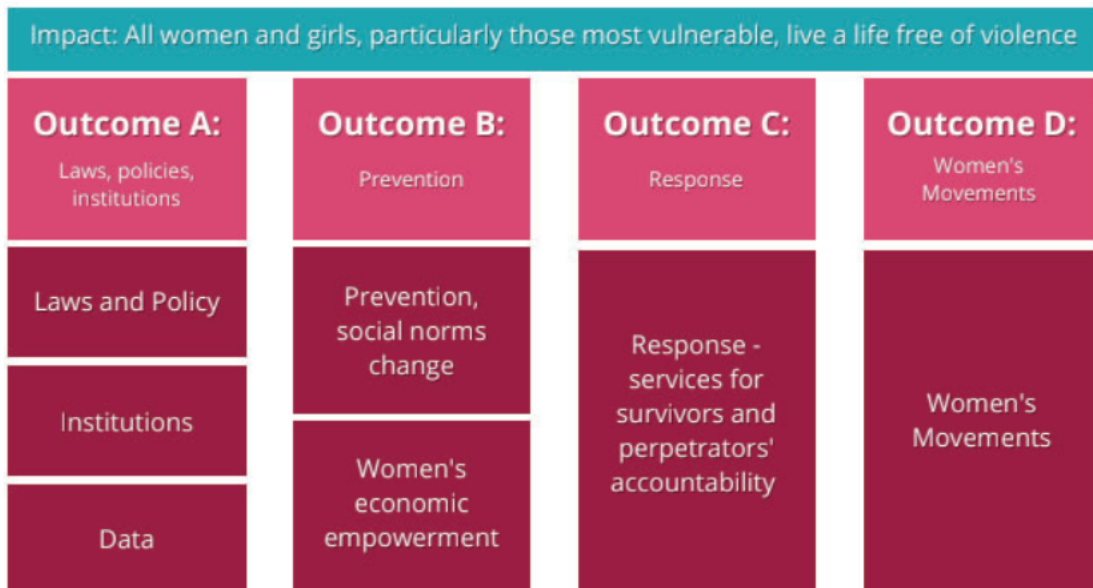 Impact: All women and girls, particularly those most vulnerable, live a life free of violence
Outcome A:
Laws, policies,
institutions
Laws and Policy
Institutions
Data
Outcome B:
Prevention
Prevention,
social norms
change
Women's
economic
empowerment
Outcome C:
Response
Response -
services for
survivors and
perpetrators'
accountability
Outcome D:
Women's
Movements
Women's
Movements